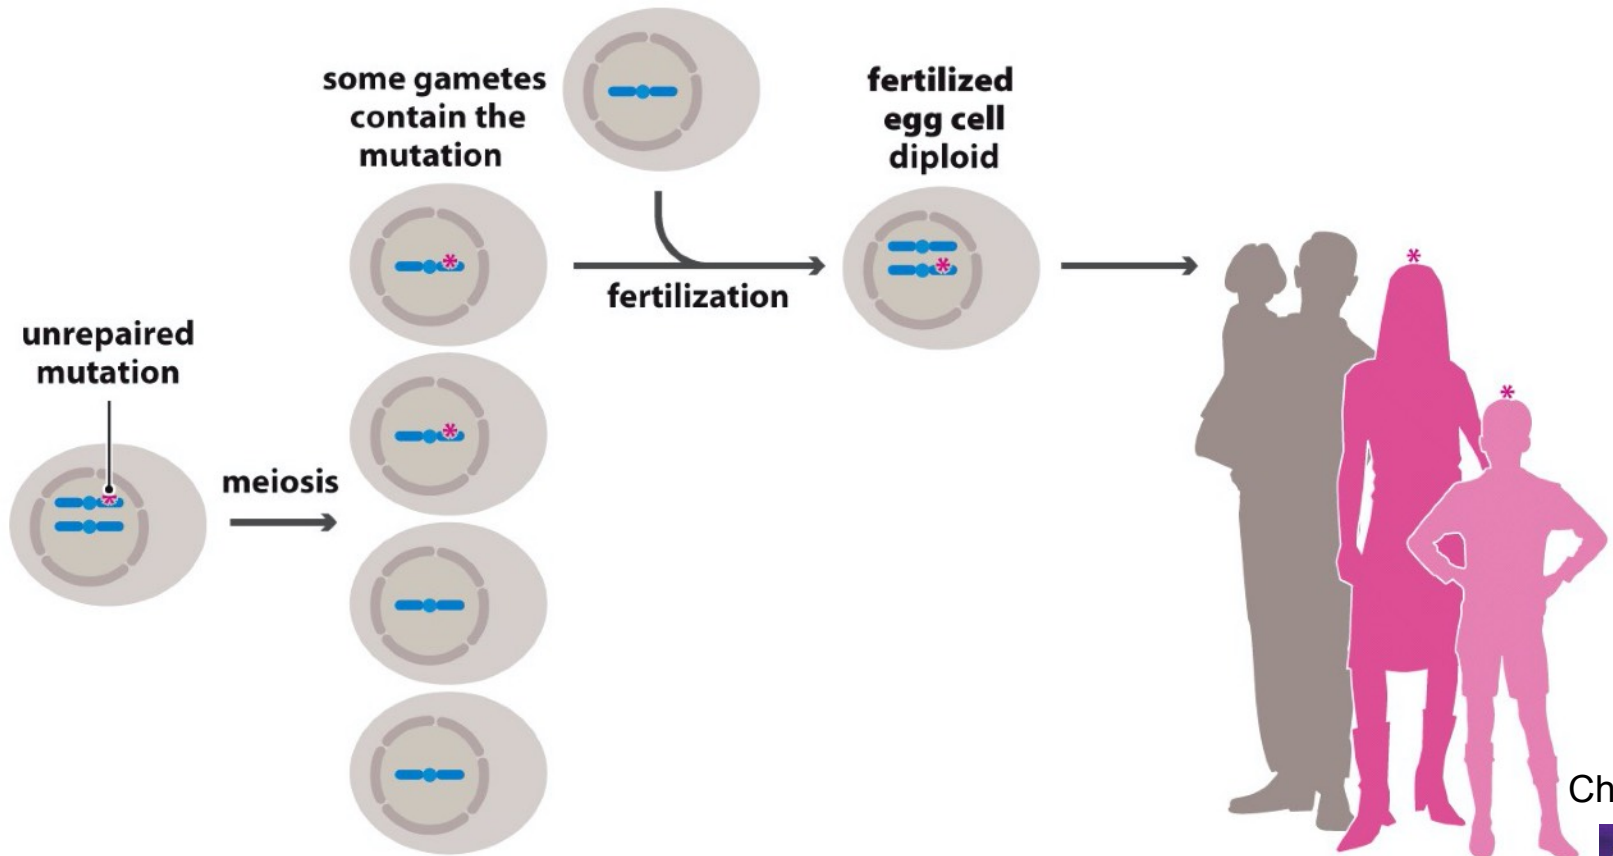 unrepaired
mutation
meiosis
some gametes
contain the
mutation
fertilization
fertilized
egg cell
diploid
*
*
*
*
*
*
Ch